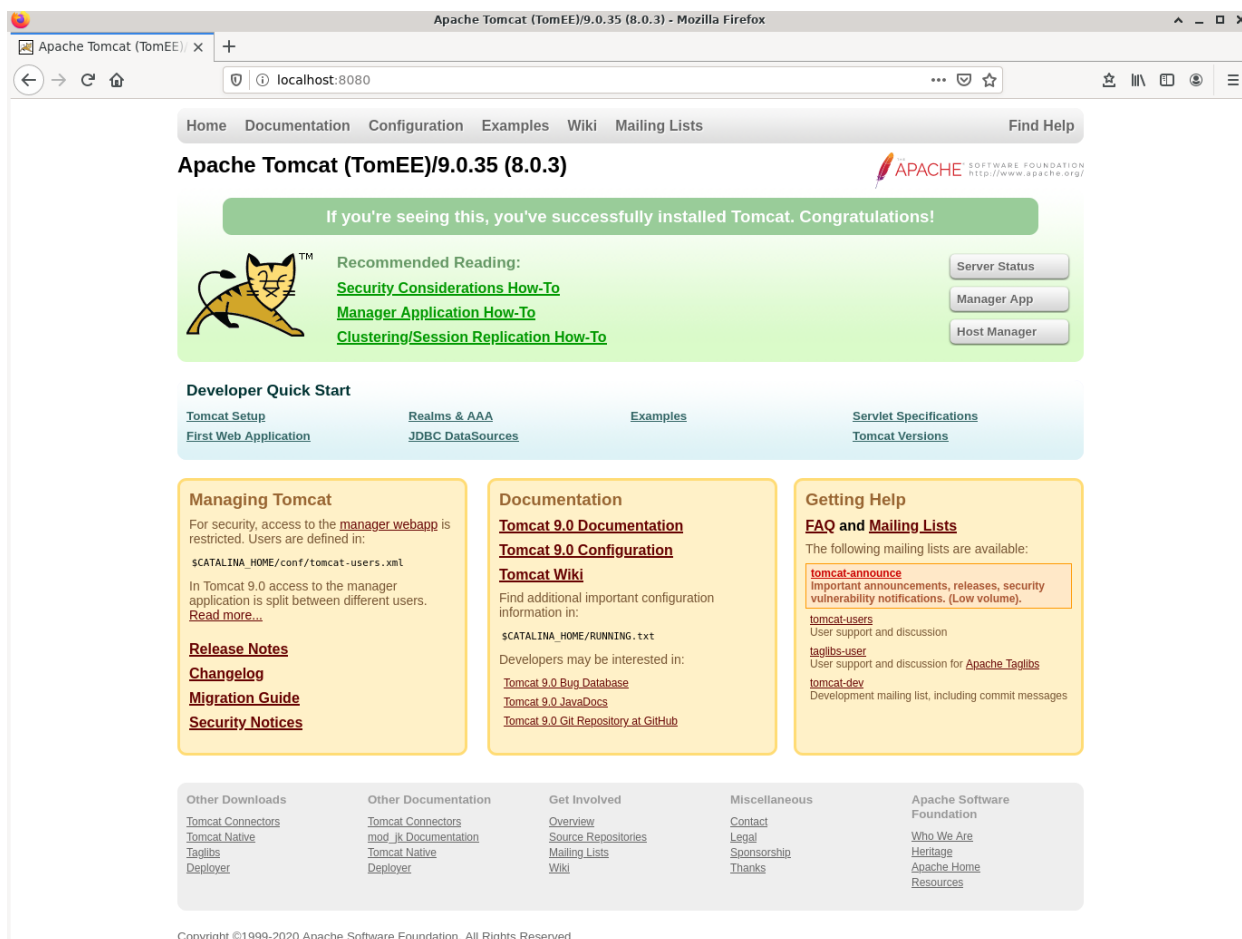 Apache Tomcat (TomEE)/9.0.35 (8.0.3) - Mozilla Firefox
Apache Tomcat (TomEE)/
localhost:8080
Home Documentation Configuration Examples Wiki Mailing Lists Find Help
Apache Tomcat (TomEE)/9.0.35 (8.0.3)
THE
APACHE SOFTWARE FOUNDATION
http://www.apache.org/
If you're seeing this, you've successfully installed Tomcat. Congratulations!
TM
Recommended Reading:
Security Considerations How-To
Manager Application How-To
Clustering/Session Replication How-To
Server Status
Manager App
Host Manager
Developer Quick Start
Tomcat Setup
First Web Application
Realms & AAA
JDBC DataSources
Examples
Servlet Specifications
Tomcat Versions
Managing Tomcat
For security, access to the manager webapp is
restricted. Users are defined in:
$CATALINA_HOME/conf/tomcat-users.xml
In Tomcat 9.0 access to the manager
application is split between different users.
Read more...
Release Notes
Changelog
Migration Guide
Security Notices
Documentation
Tomcat 9.0 Documentation
Tomcat 9.0 Configuration
Tomcat Wiki
Find additional important configuration
information in:
$CATALINA_HOME/RUNNING.txt
Developers may be interested in:
Tomcat 9.0 Bug Database
Tomcat 9.0 JavaDocs
Tomcat 9.0 Git Repository at GitHub
Getting Help
FAQ and Mailing Lists
The following mailing lists are available:
tomcat-announce
Important announcements, releases, security
vulnerability notifications. (Low volume).
tomcat-users
User support and discussion
taglibs-user
User support and discussion for Apache Taglibs
tomcat-dev
Development mailing list, including commit messages
Other Downloads
Tomcat Connectors
Tomcat Native
Taglibs
Deployer
Other Documentation
Tomcat Connectors
mod_jk Documentation
Tomcat Native
Deployer
Get Involved
Overview
Source Repositories
Mailing Lists
Wiki
Miscellaneous
Contact
Legal
Sponsorship
Thanks
Apache Software
Foundation
Who We Are
Heritage
Apache Home
Resources
Copyright ©1999-2020 Apache Software Foundation. All Rights Reserved